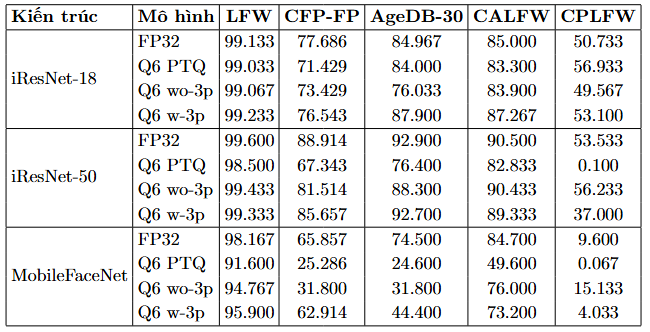 Kiến trúc Mô hình LFW CFP-FP AgeDB-30 CALFW CPLFW
iResNet-18 FP32 99.133 77.686 84.967 85.000 50.733
Q6 PTQ 99.033 71.429 84.000 83.300 56.933
Q6 wo-3p 99.067 73.429 76.033 83.900 49.567
Q6 w-3p 99.233 76.543 87.900 87.267 53.100
iResNet-50 FP32 99.600 88.914 92.900 90.500 53.533
Q6 PTQ 98.500 67.343 76.400 82.833 0.100
Q6 wo-3p 99.433 81.514 88.300 90.433 56.233
Q6 w-3p 99.333 85.657 92.700 89.333 37.000
MobileFaceNet FP32 98.167 65.857 74.500 84.700 9.600
Q6 PTQ 91.600 25.286 24.600 49.600 0.067
Q6 wo-3p 94.767 31.800 31.800 76.000 15.133
Q6 w-3p 95.900 62.914 44.400 73.200 4.033